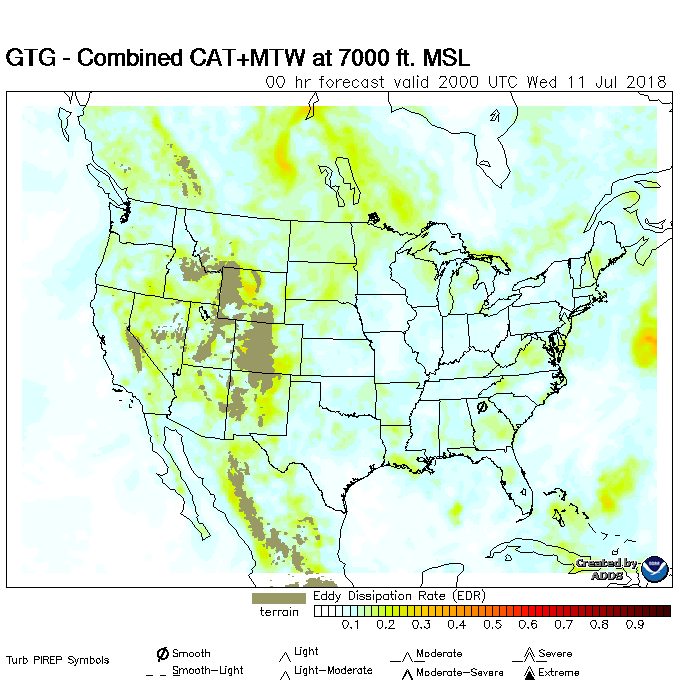 GTG - Combined CAT+MTW at 7000 ft. MSL
00 hr forecast valid 2000 UTC Wed 11 Jul 2018
Created by
ADDS
Eddy Dissipation Rate (EDR)
terrain
0.1 0.2 0.3 0.4 0.5 0.6 0.7 0.8 0.9
Turb PIREP Symbols
Smooth Light Moderate Severe
Smooth-Light Light-Moderate Moderate-Severe Extreme